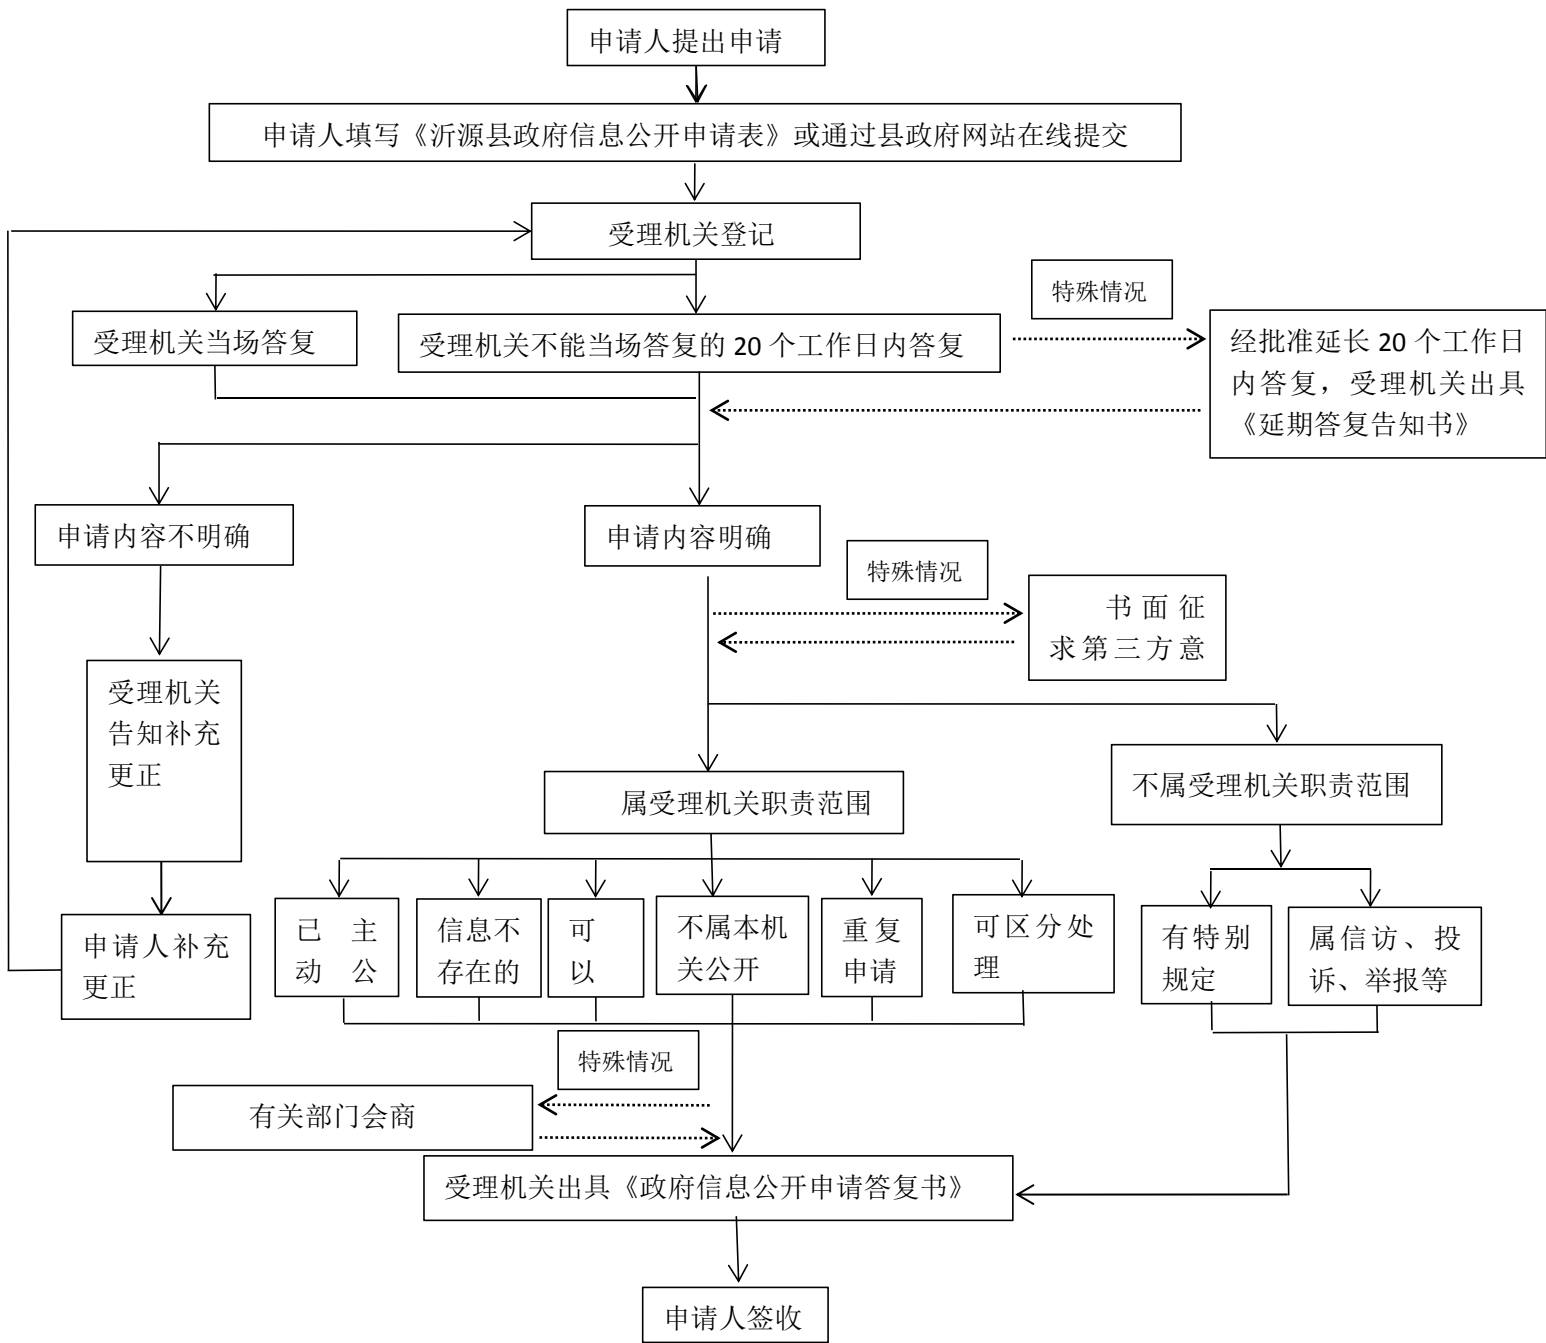 申请人提出申请
申请人填写《沂源县政府信息公开申请表》或通过县政府网站在线提交
受理机关登记
特殊情况
受理机关当场答复
受理机关不能当场答复的 20 个工作日内答复
经批准延长 20 个工作日
内答复，受理机关出具
《延期答复告知书》
申请内容不明确
申请内容明确
特殊情况
书面征
求第三方意
受理机关
告知补充
更正
属受理机关职责范围
不属受理机关职责范围
申请人补充
更正
已主
动公
信息不
存在的
可
以
不属本机
关公开
重复
申请
可区分处
理
有特别
规定
属信访、投
诉、举报等
特殊情况
有关部门会商
受理机关出具《政府信息公开申请答复书》
申请人签收